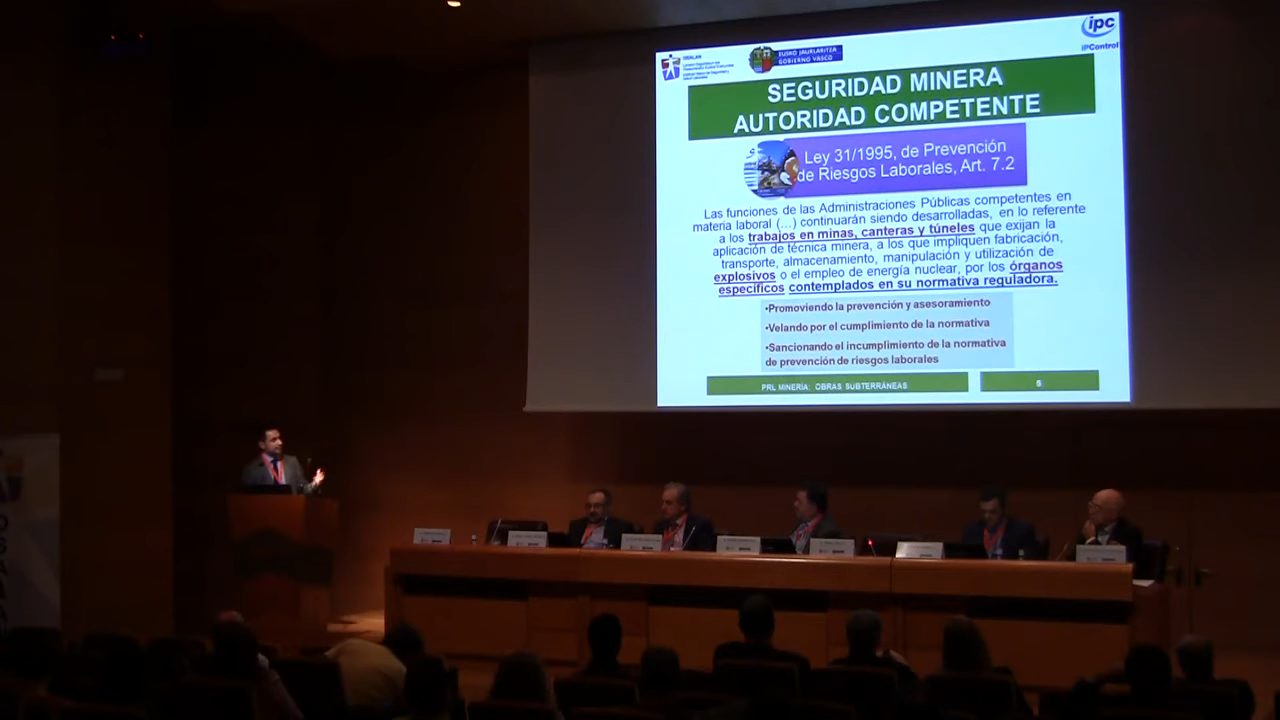 OSALAN
EUSKO JAURLARITZA
GOBIERNO VASCO
ipc
IPControl
SEGURIDAD MINERA
AUTORIDAD COMPETENTE
Ley 31/1995, de Prevención
de Riesgos Laborales, Art. 7.2
Las funciones de las Administraciones Públicas competentes en
materia laboral (...) continuarán siendo desarrolladas, en lo referente
a los trabajos en minas, canteras y túneles que exijan la
aplicación de técnica minera, a los que impliquen fabricación,
transporte, almacenamiento, manipulación y utilización de
explosivos o el empleo de energía nuclear, por los órganos
específicos contemplados en su normativa reguladora.
•Promoviendo la prevención y asesoramiento
•Velando por el cumplimiento de la normativa
•Sancionando el incumplimiento de la normativa
de prevención de riesgos laborales
PRL MINERÍA: OBRAS SUBTERRÁNEAS